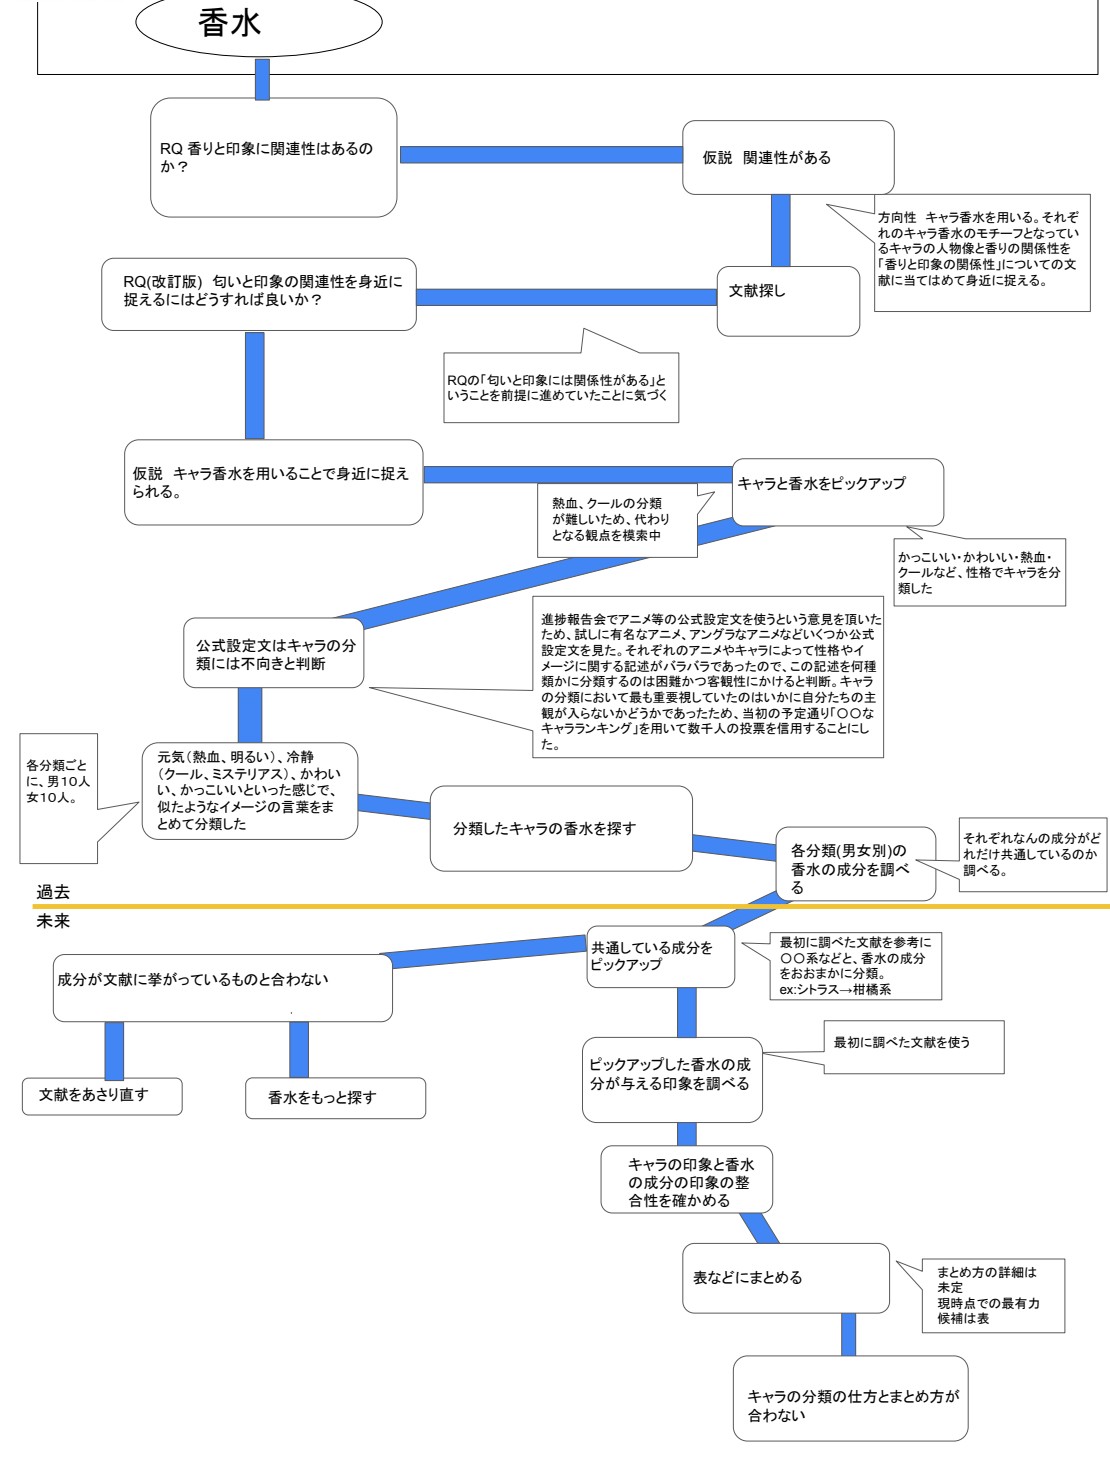 香水
RQ 香りと印象に関連性はあるの
か？
仮説　関連性がある
方向性　キャラ香水を用いる。それぞ
れのキャラ香水のモチーフとなってい
るキャラの人物像と香りの関係性を
「香りと印象の関係性」についての文
献に当てはめて身近に捉える。
文献探し
RQ(改訂版)　匂いと印象の関連性を身近に
捉えるにはどうすれば良いか？
RQの「匂いと印象には関係性がある」と
いうことを前提に進めていたことに気づく
仮説　キャラ香水を用いることで身近に捉え
られる。
キャラと香水をピックアップ
熱血、クールの分類
が難しいため、代わり
となる観点を模索中
かっこいい・かわいい・熱血・
クールなど、性格でキャラを分
類した
公式設定文はキャラの分
類には不向きと判断
進捗報告会でアニメ等の公式設定文を使うという意見を頂いた
ため、試しに有名なアニメ、アングラなアニメなどいくつか公式
設定文を見た。それぞれのアニメやキャラによって性格やイ
メージに関する記述がバラバラであったので、この記述を何種
類かに分類するのは困難かつ客観性にかけると判断。キャラ
の分類において最も重要視していたのはいかに自分たちの主
観が入らないかどうかであったため、当初の予定通り「〇〇な
キャラランキング」を用いて数千人の投票を信用することにし
た。
各分類ごと
に、男１０人
女１０人。
元気（熱血、明るい）、冷静
（クール、ミステリアス）、かわい
い、かっこいいといった感じで、
似たようなイメージの言葉をま
とめて分類した
分類したキャラの香水を探す
各分類(男女別)の
香水の成分を調べ
る
それぞれなんの成分がど
れだけ共通しているのか
調べる。
過去
未来
共通している成分を
ピックアップ
最初に調べた文献を参考に
〇〇系などと、香水の成分
をおおまかに分類。
ex:シトラス→柑橘系
成分が文献に挙がっているものと合わない
文献をあさり直す
香水をもっと探す
ピックアップした香水の成
分が与える印象を調べる
最初に調べた文献を使う
キャラの印象と香水
の成分の印象の整
合性を確かめる
表などにまとめる
まとめ方の詳細は
未定
現時点での最有力
候補は表
キャラの分類の仕方とまとめ方が
合わない